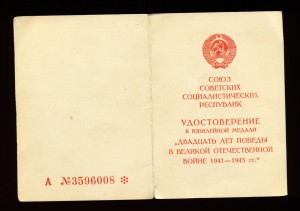 А №3596008 ✻
СОЮЗ
СОВЕТСКИХ
СОЦИАЛИСТИЧЕСКИХ
РЕСПУБЛИК
УДОСТОВЕРЕНИЕ
К ЮБИЛЕЙНОЙ МЕДАЛИ
„ДВАДЦАТЬ ЛЕТ ПОБЕДЫ
В ВЕЛИКОЙ ОТЕЧЕСТВЕННОЙ
ВОЙНЕ 1941—1945 гг."